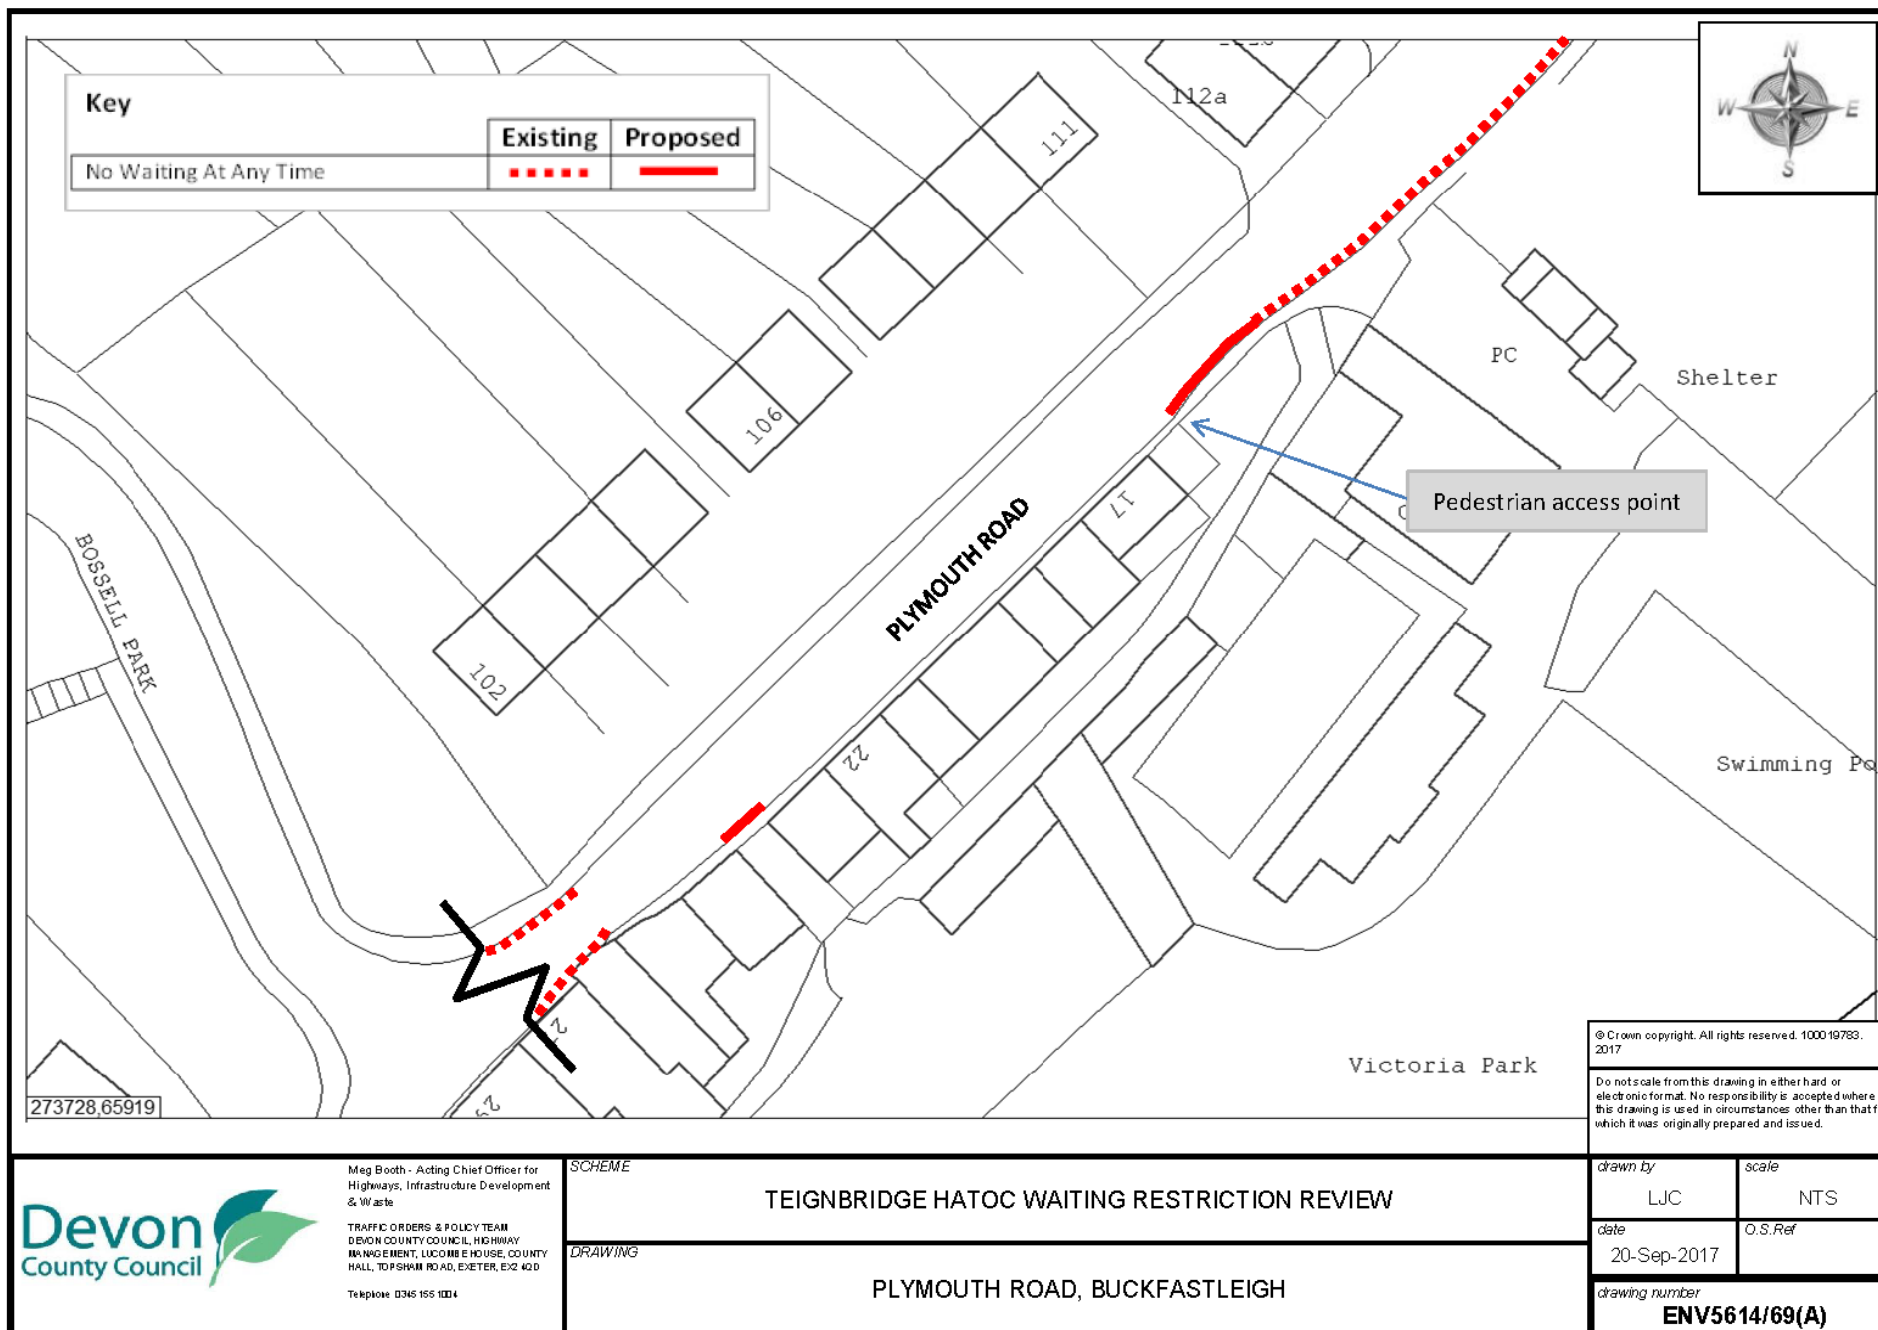 Key
Existing Proposed
No Waiting At Any Time
N
W E
S
112a
111
106
102
PC
Shelter
Pedestrian access point
17
PLYMOUTH ROAD
BOSSELL PARK
22
Swimming Po
Victoria Park
29
273728,65919
© Crown copyright. All rights reserved. 100019783.
2017
Do not scale from this drawing in either hard or
electronic format. No responsibility is accepted where
this drawing is used in circumstances other than that f
which it was originally prepared and issued.
Devon
County Council
Meg Booth - Acting Chief Officer for
Highways, Infrastructure Development
& Waste
TRAFFIC ORDERS & POLICY TEAM
DEVON COUNTY COUNCIL, HIGHWAY
MANAGEMENT, LUCOMBE HOUSE, COUNTY
HALL, TOPSHAM ROAD, EXETER, EX2 4QD
Telephone 0345 155 1004
SCHEME
TEIGNBRIDGE HATOC WAITING RESTRICTION REVIEW
DRAWING
PLYMOUTH ROAD, BUCKFASTLEIGH
drawn by
LJC
scale
NTS
date
20-Sep-2017
O.S.Ref
drawing number
ENV5614/69(A)